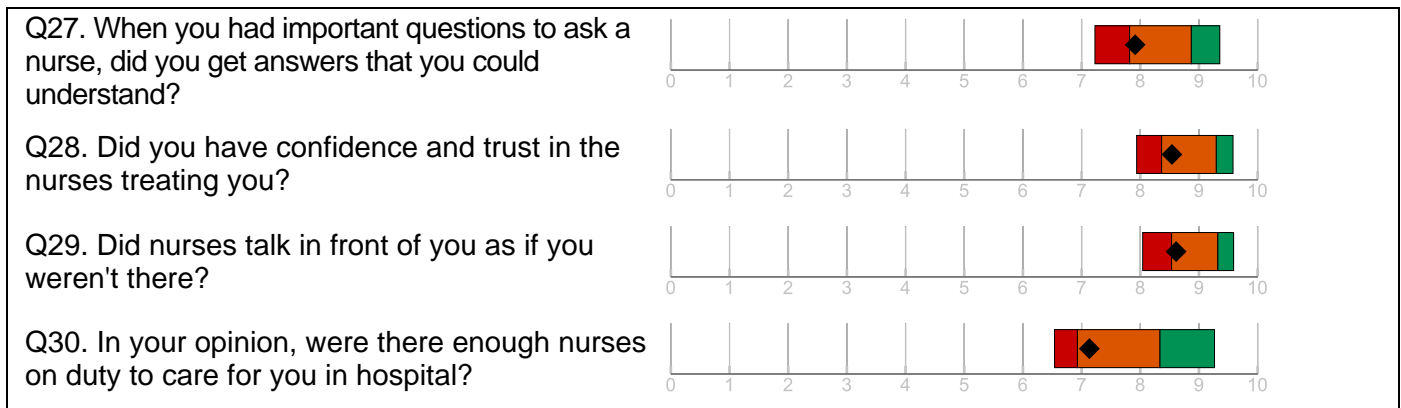 Q27. When you had important questions to ask a
nurse, did you get answers that you could
understand?
0 1 2 3 4 5 6 7 8 9 10
Q28. Did you have confidence and trust in the
nurses treating you?
0 1 2 3 4 5 6 7 8 9 10
Q29. Did nurses talk in front of you as if you
weren't there?
0 1 2 3 4 5 6 7 8 9 10
Q30. In your opinion, were there enough nurses
on duty to care for you in hospital?
0 1 2 3 4 5 6 7 8 9 10